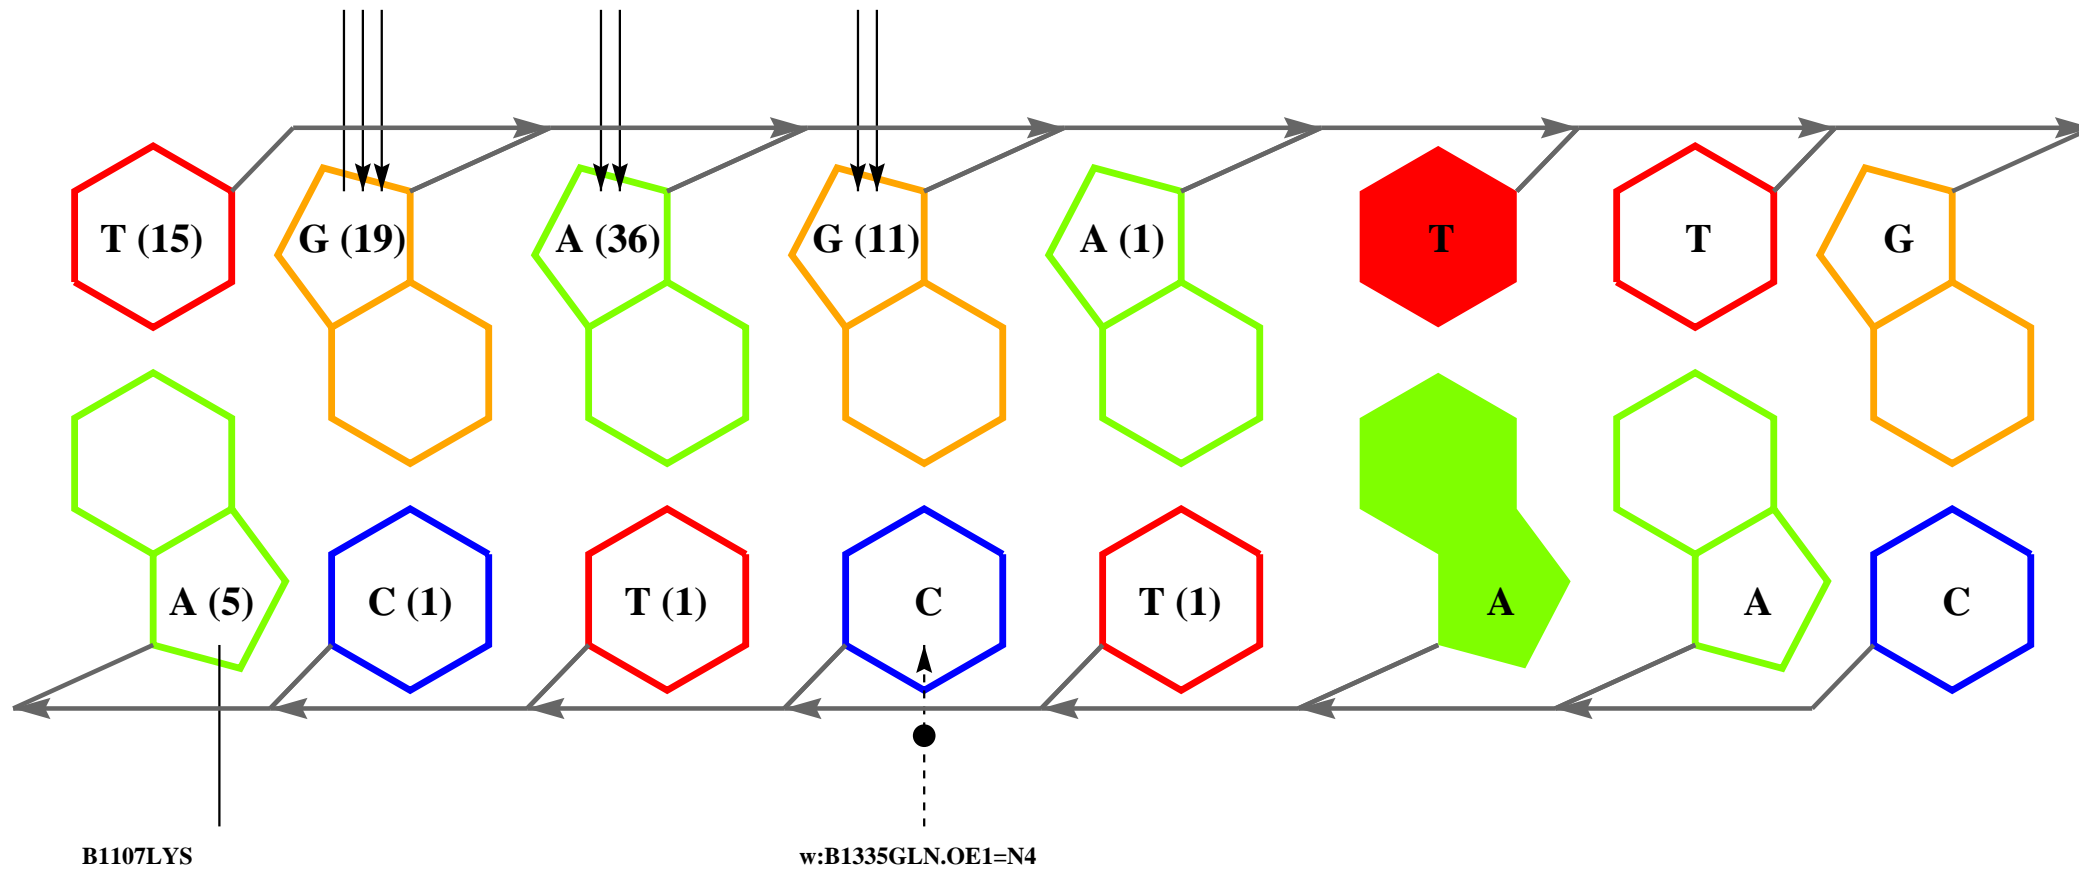 T (15) G (19) A (36) G (11) A (1) T T G
A (5) C (1) T (1) C T (1) A A C
B1107LYS w:B1335GLN.OE1=N4